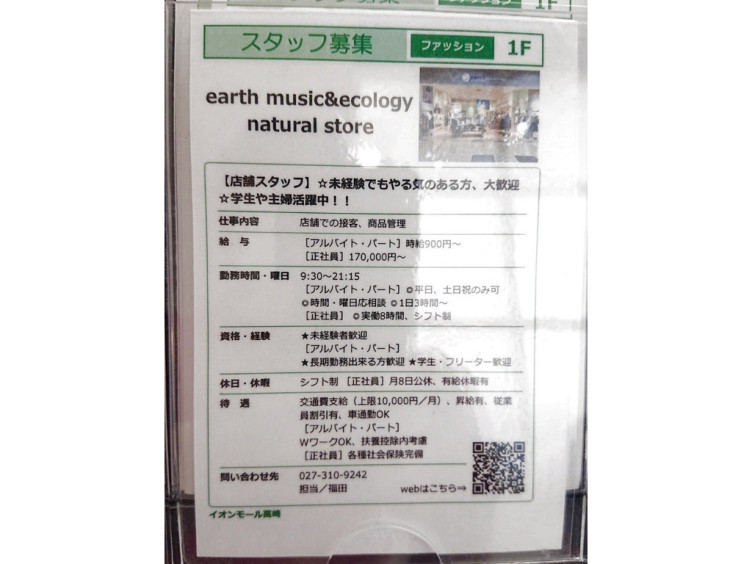 スタッフ募集 ファッション 1F
earth music&ecology
natural store
【店舗スタッフ】☆未経験でもやる気のある方、大歓迎
☆学生や主婦活躍中！！
仕事内容 店舗での接客、商品管理
給 与 ［アルバイト・パート］時給900円～
［正社員］170,000円～
勤務時間・曜日 9:30～21:15
［アルバイト・パート］◎平日、土日祝のみ可
◎時間・曜日応相談 ◎1日3時間～
［正社員］ ◎実働8時間、シフト制
資格・経験 ★未経験者歓迎
［アルバイト・パート］
★長期勤務出来る方歓迎 ★学生・フリーター歓迎
休日・休暇 シフト制 ［正社員］月8日公休、有給休暇有
待 遇 交通費支給（上限10,000円／月）、昇給有、従業
員割引有、車通勤OK
［アルバイト・パート］
WワークOK、扶養控除内考慮
［正社員］各種社会保険完備
問い合わせ先 027-310-9242
担当／福田 webはこちら⇒
イオンモール高崎